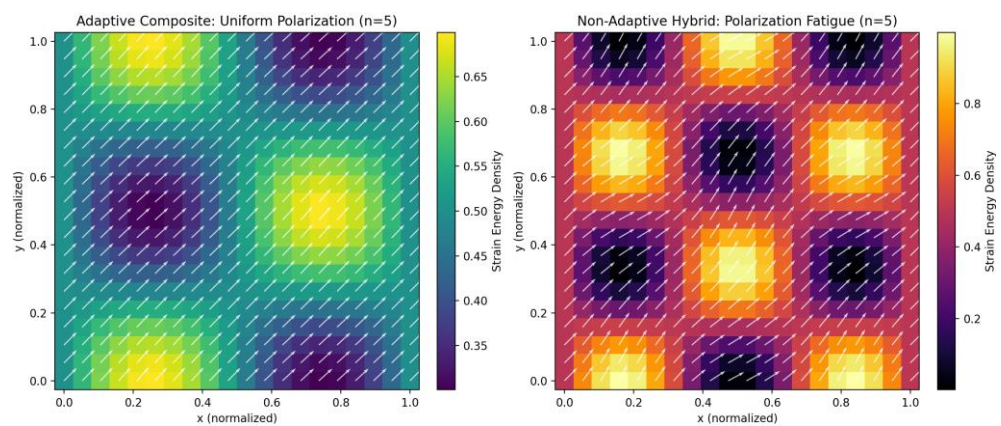 Adaptive Composite: Uniform Polarization (n=5)
1.0
0.8
0.6
0.4
0.2
0.0
y (normalized)
0.0 0.2 0.4 0.6 0.8 1.0
x (normalized)
0.65
0.60
0.55
0.50
0.45
0.40
0.35
Strain Energy Density
Non-Adaptive Hybrid: Polarization Fatigue (n=5)
1.0
0.8
0.6
0.4
0.2
0.0
y (normalized)
0.0 0.2 0.4 0.6 0.8 1.0
x (normalized)
0.8
0.6
0.4
0.2
Strain Energy Density